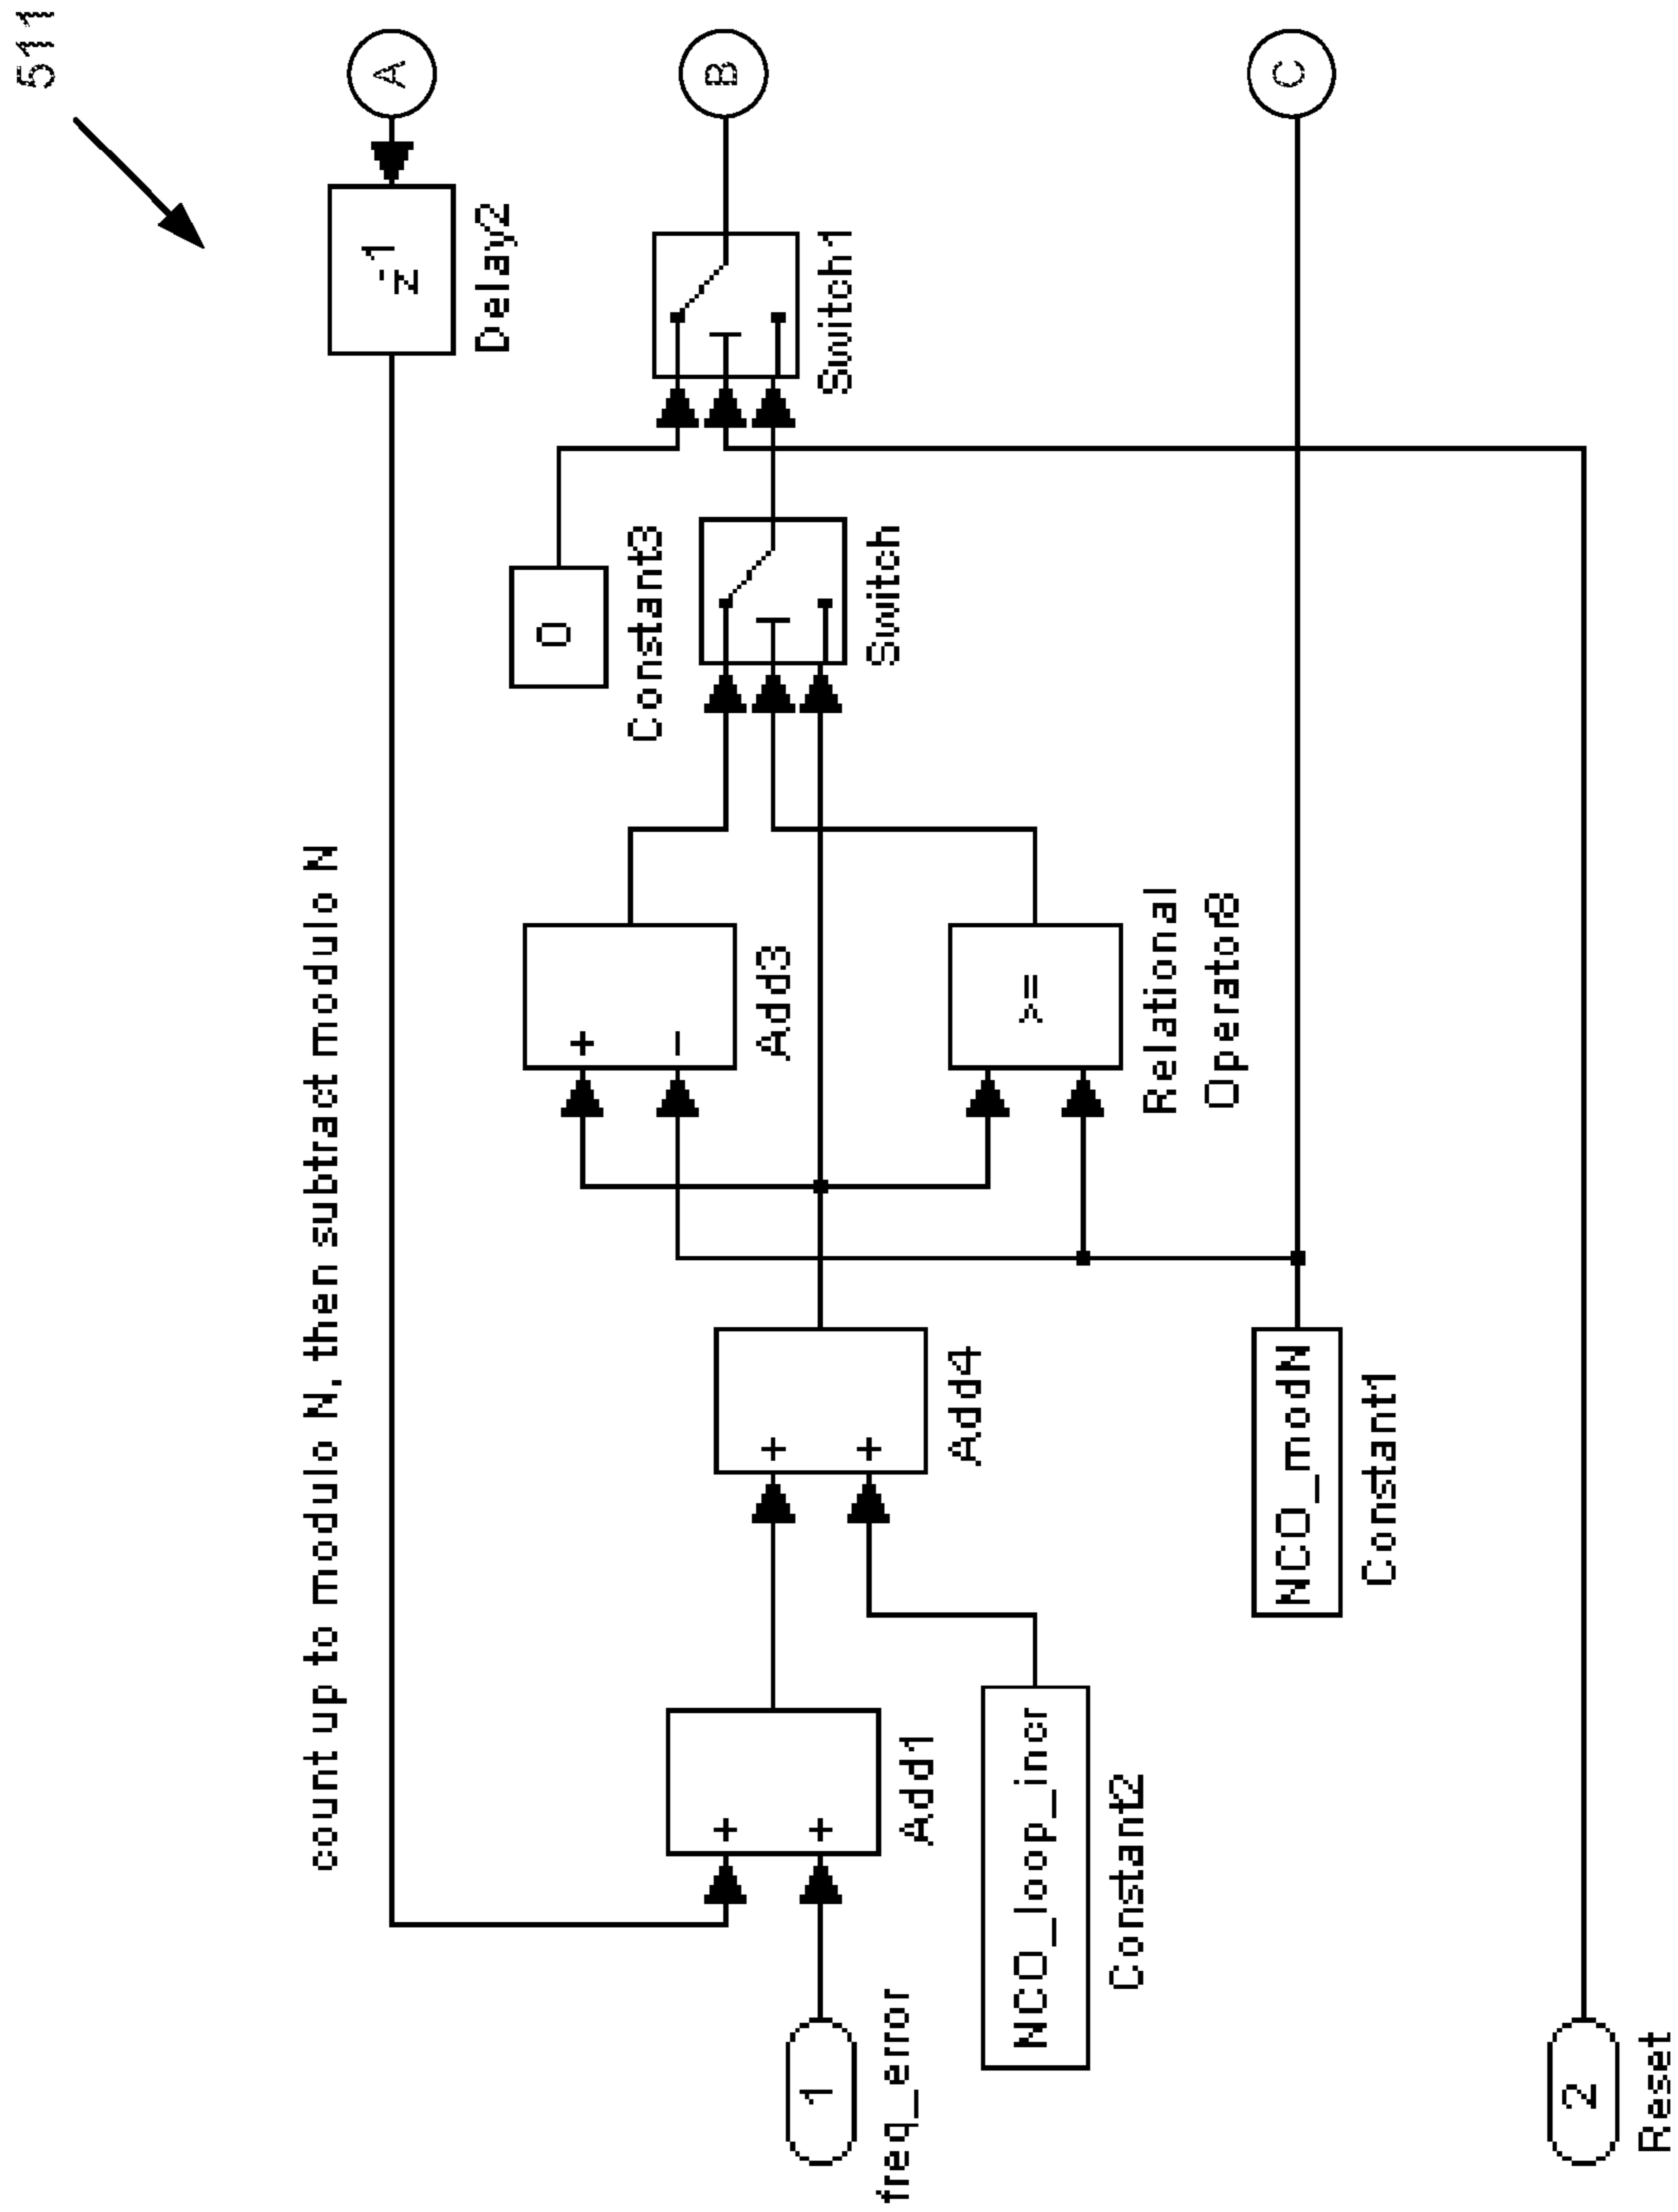 511
count up to modulo N, then subtract modulo N
A
z-1
Delay2
B
Switch1
0
Constant3
Switch
+
-
Add3
>=
Relational
Operator8
+
+
Add4
+
+
Add1
1
freq_error
NCO_loop_incr
Constant2
NCO_modN
Constant1
C
2
Reset